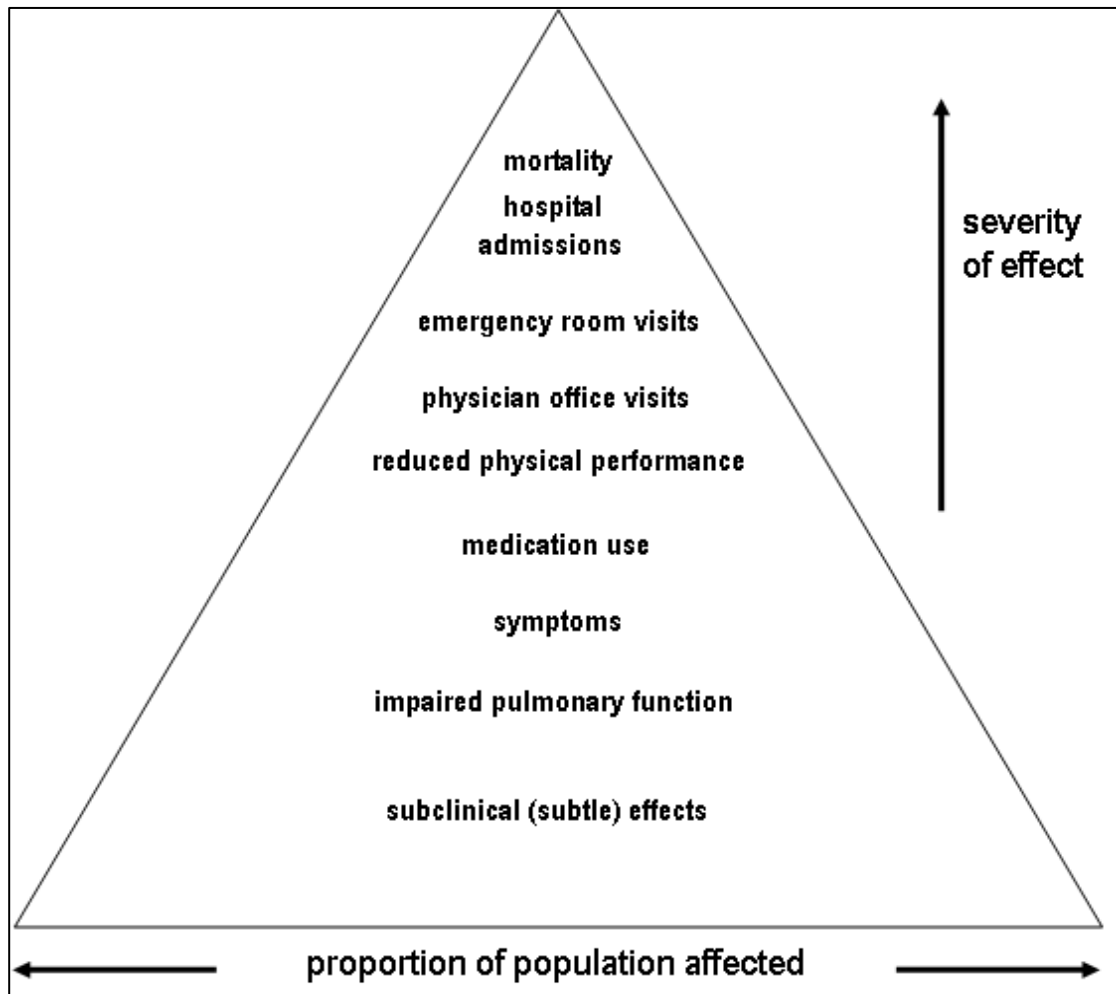 mortality
hospital
admissions
severity
of effect
emergency room visits
physician office visits
reduced physical performance
medication use
symptoms
impaired pulmonary function
subclinical (subtle) effects
proportion of population affected